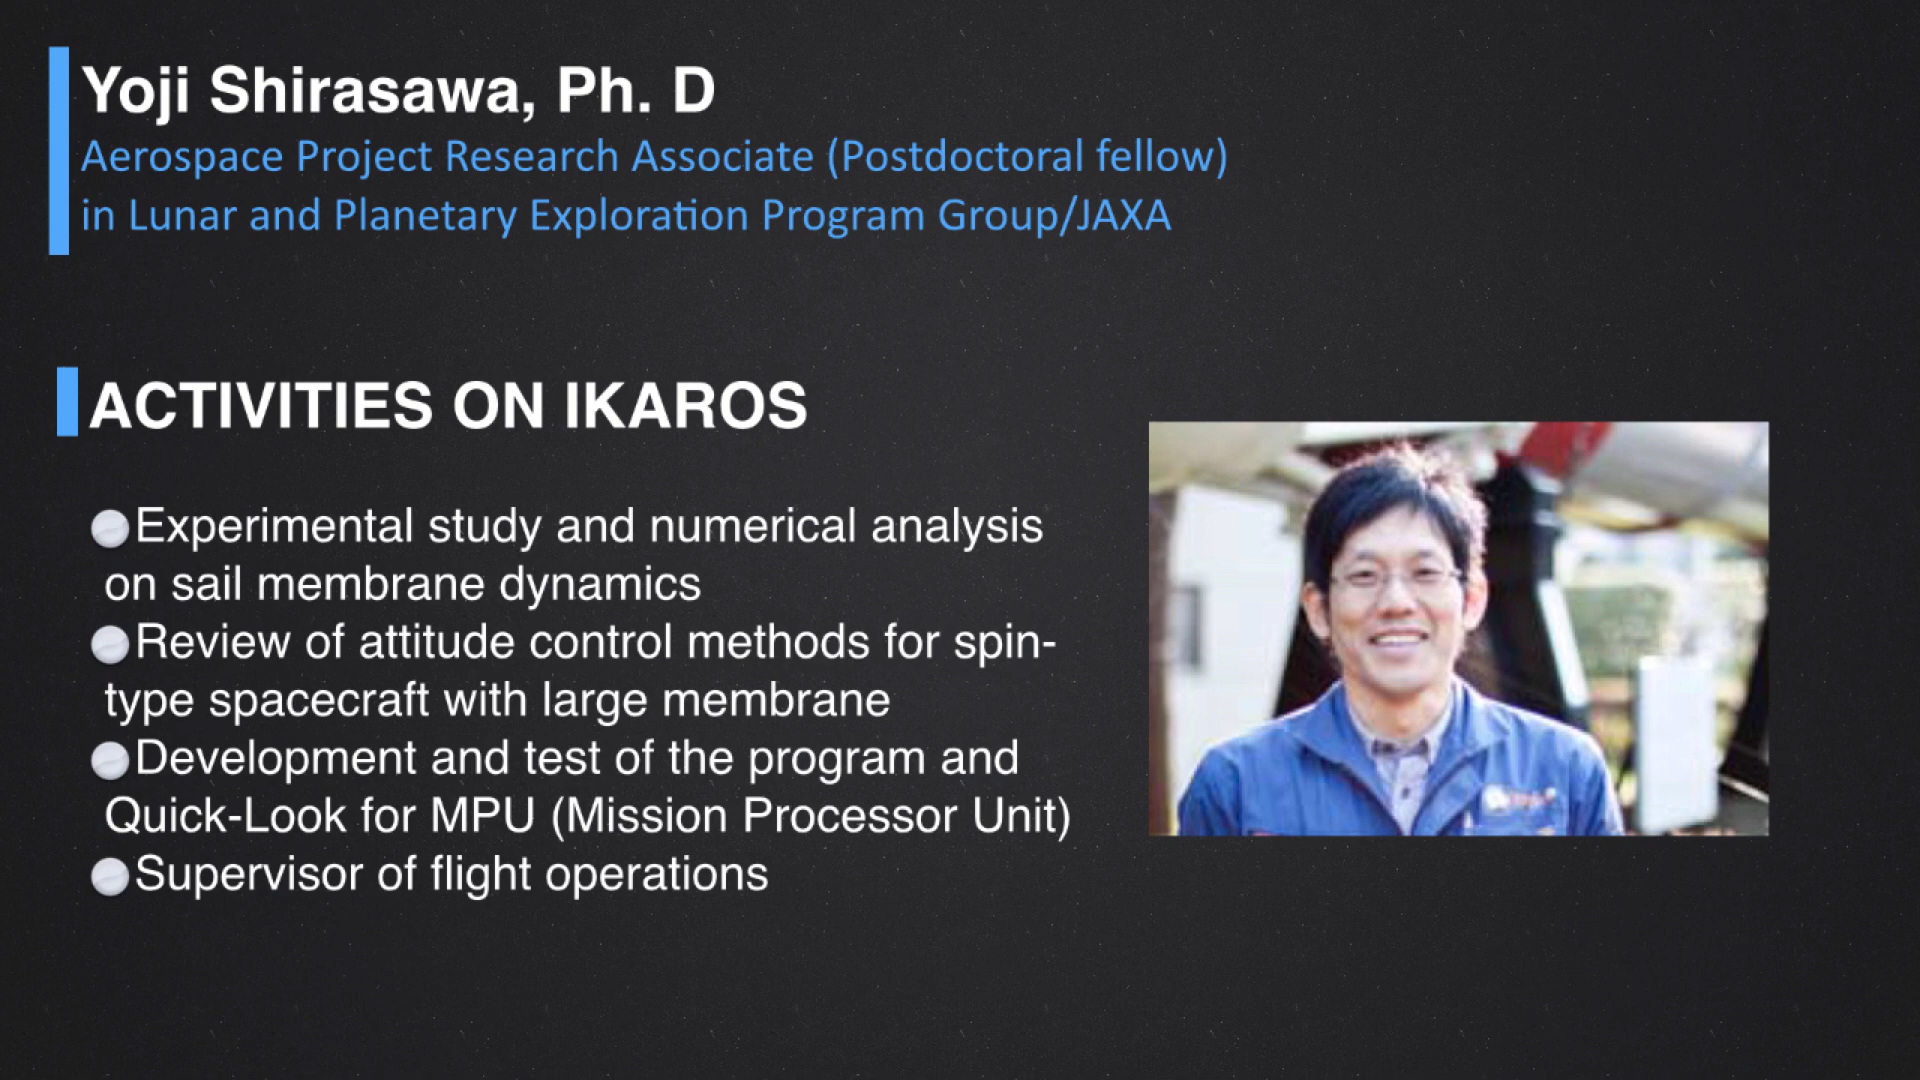 Yoji Shirasawa, Ph. D
Aerospace Project Research Associate (Postdoctoral fellow)
in Lunar and Planetary Exploration Program Group/JAXA
ACTIVITIES ON IKAROS
Experimental study and numerical analysis
on sail membrane dynamics
Review of attitude control methods for spin-
type spacecraft with large membrane
Development and test of the program and
Quick-Look for MPU (Mission Processor Unit)
Supervisor of flight operations